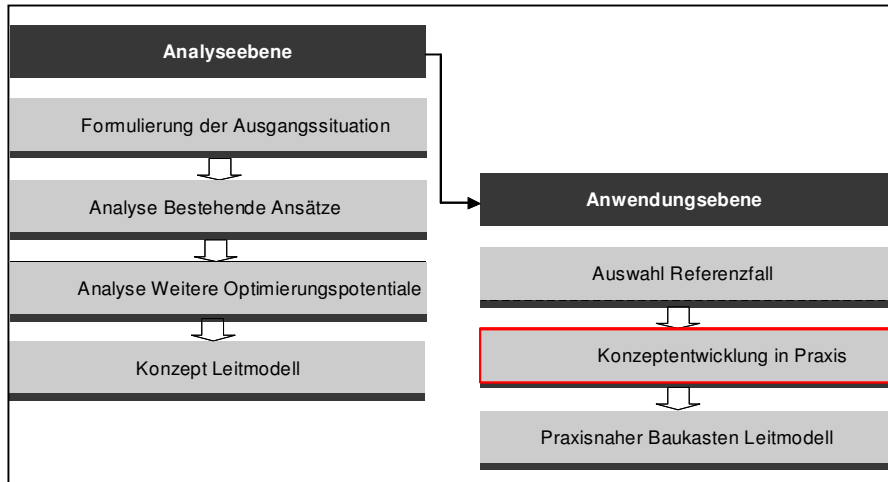 Analyseebene
Formulierung der Ausgangssituation
Analyse Bestehende Ansätze
Analyse Weitere Optimierungspotentiale
Konzept Leitmodell
Anwendungsebene
Auswahl Referenzfall
Konzeptentwicklung in Praxis
Praxisnaher Baukasten Leitmodell